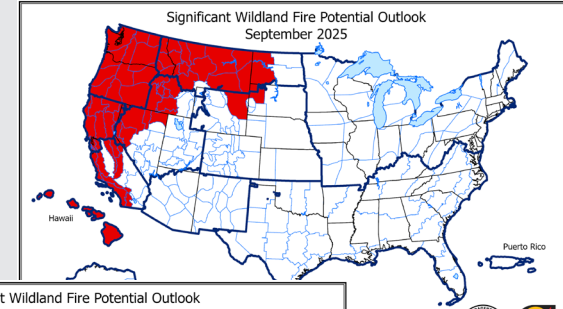 Significant Wildland Fire Potential Outlook
September 2025
Hawaii
Puerto Rico
t Wildland Fire Potential Outlook